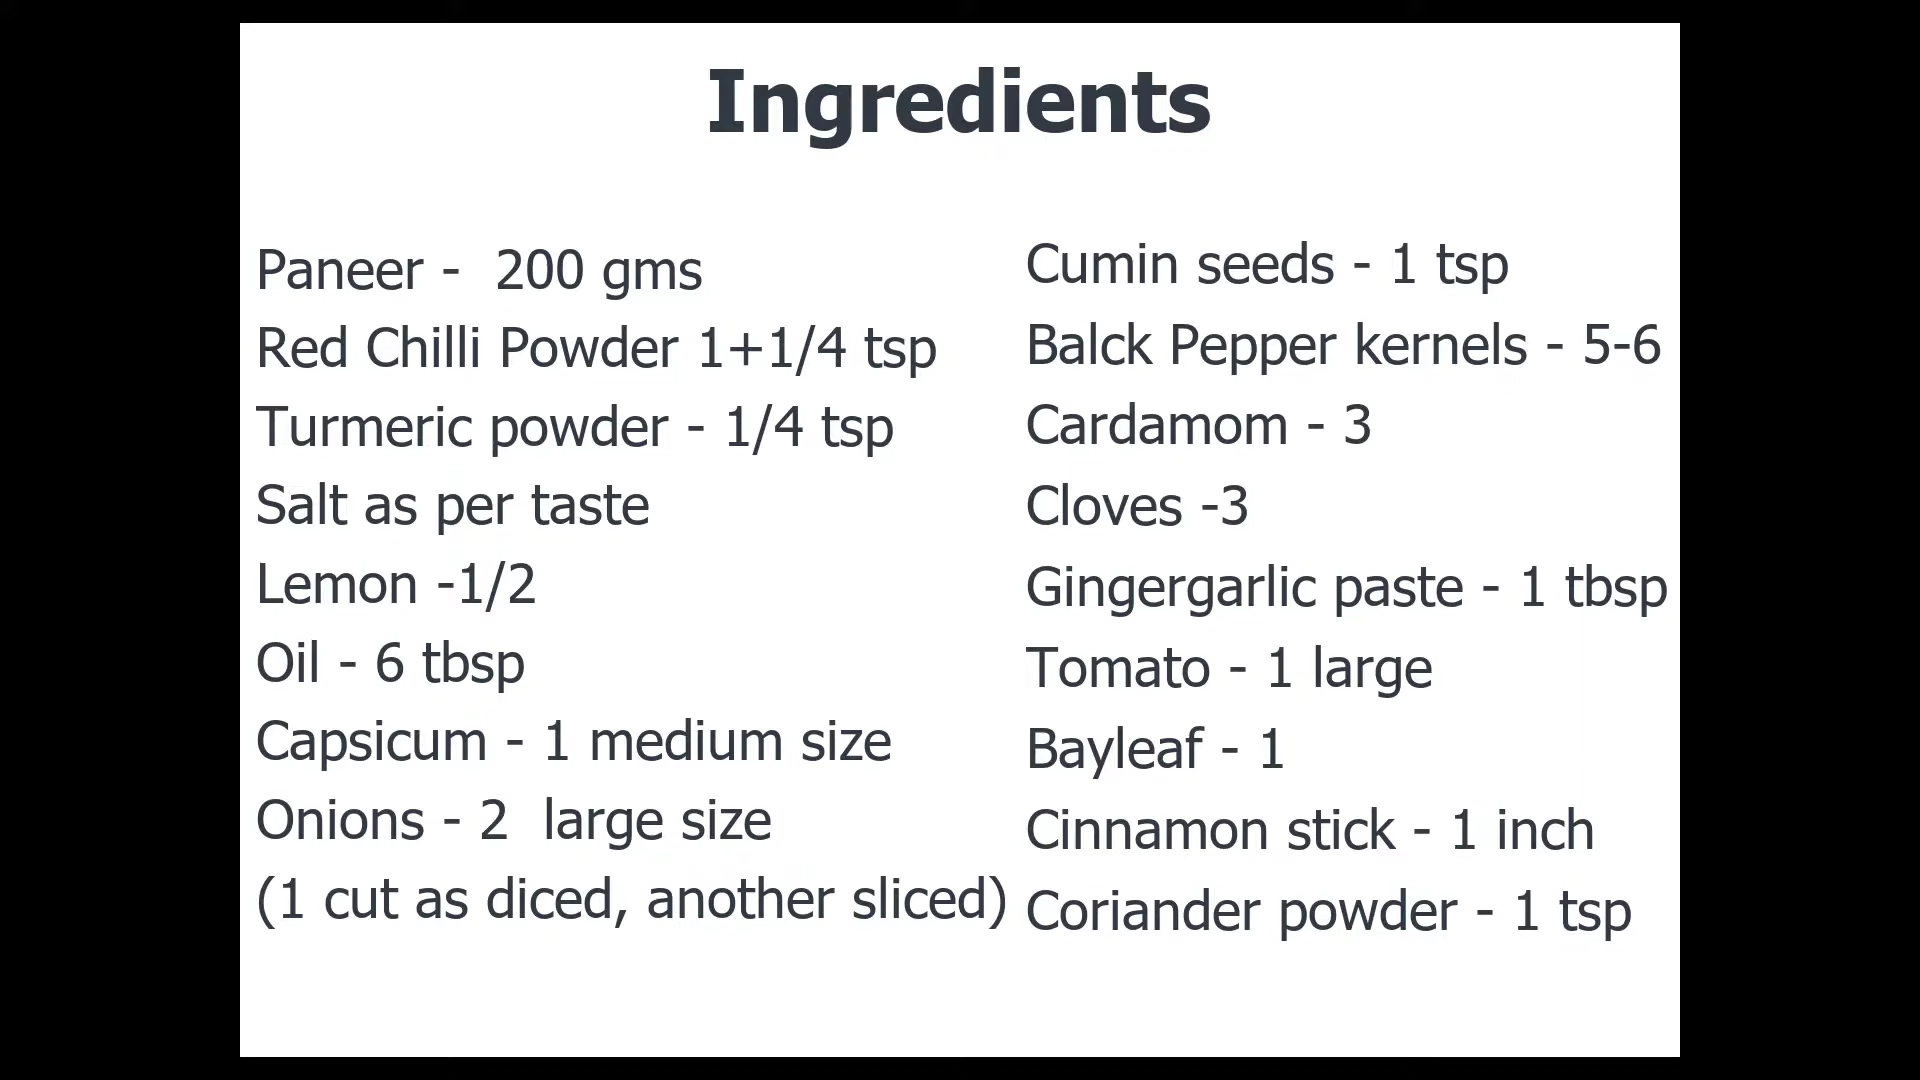 Ingredients
Paneer -  200 gms
Red Chilli Powder 1+1/4 tsp
Turmeric powder - 1/4 tsp
Salt as per taste
Lemon -1/2
Oil - 6 tbsp
Capsicum - 1 medium size
Onions - 2  large size
(1 cut as diced, another sliced)
Cumin seeds - 1 tsp
Balck Pepper kernels - 5-6
Cardamom - 3
Cloves -3
Gingergarlic paste - 1 tbsp
Tomato - 1 large
Bayleaf - 1
Cinnamon stick - 1 inch
Coriander powder - 1 tsp